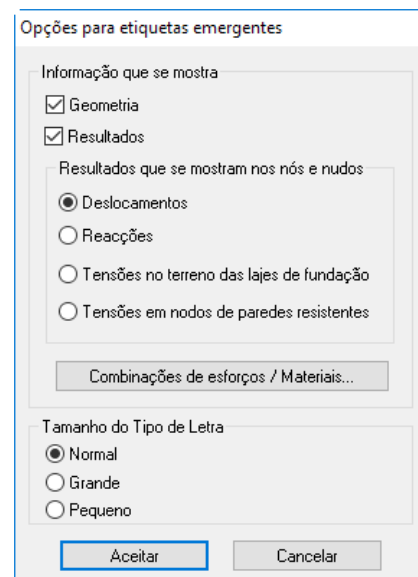 Opções para etiquetas emergentes
Informação que se mostra
Geometria
Resultados
Resultados que se mostram nos nós e nudos
Deslocamentos
Reacções
Tensões no terreno das lajes de fundação
Tensões em nodos de paredes resistentes
Combinações de esforços / Materiais...
Tamanho do Tipo de Letra
Normal
Grande
Pequeno
Aceitar Cancelar